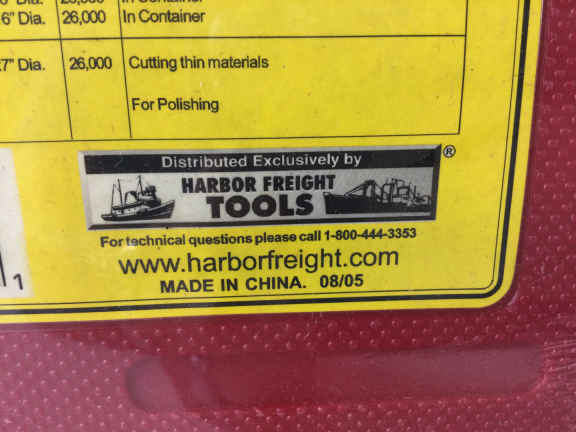 6" Dia. 26,000 In Container
7" Dia. 26,000 Cutting thin materials
For Polishing
Distributed Exclusively by
HARBOR FREIGHT
TOOLS
®
For technical questions please call 1-800-444-3353
www.harborfreight.com
MADE IN CHINA. 08/05
1